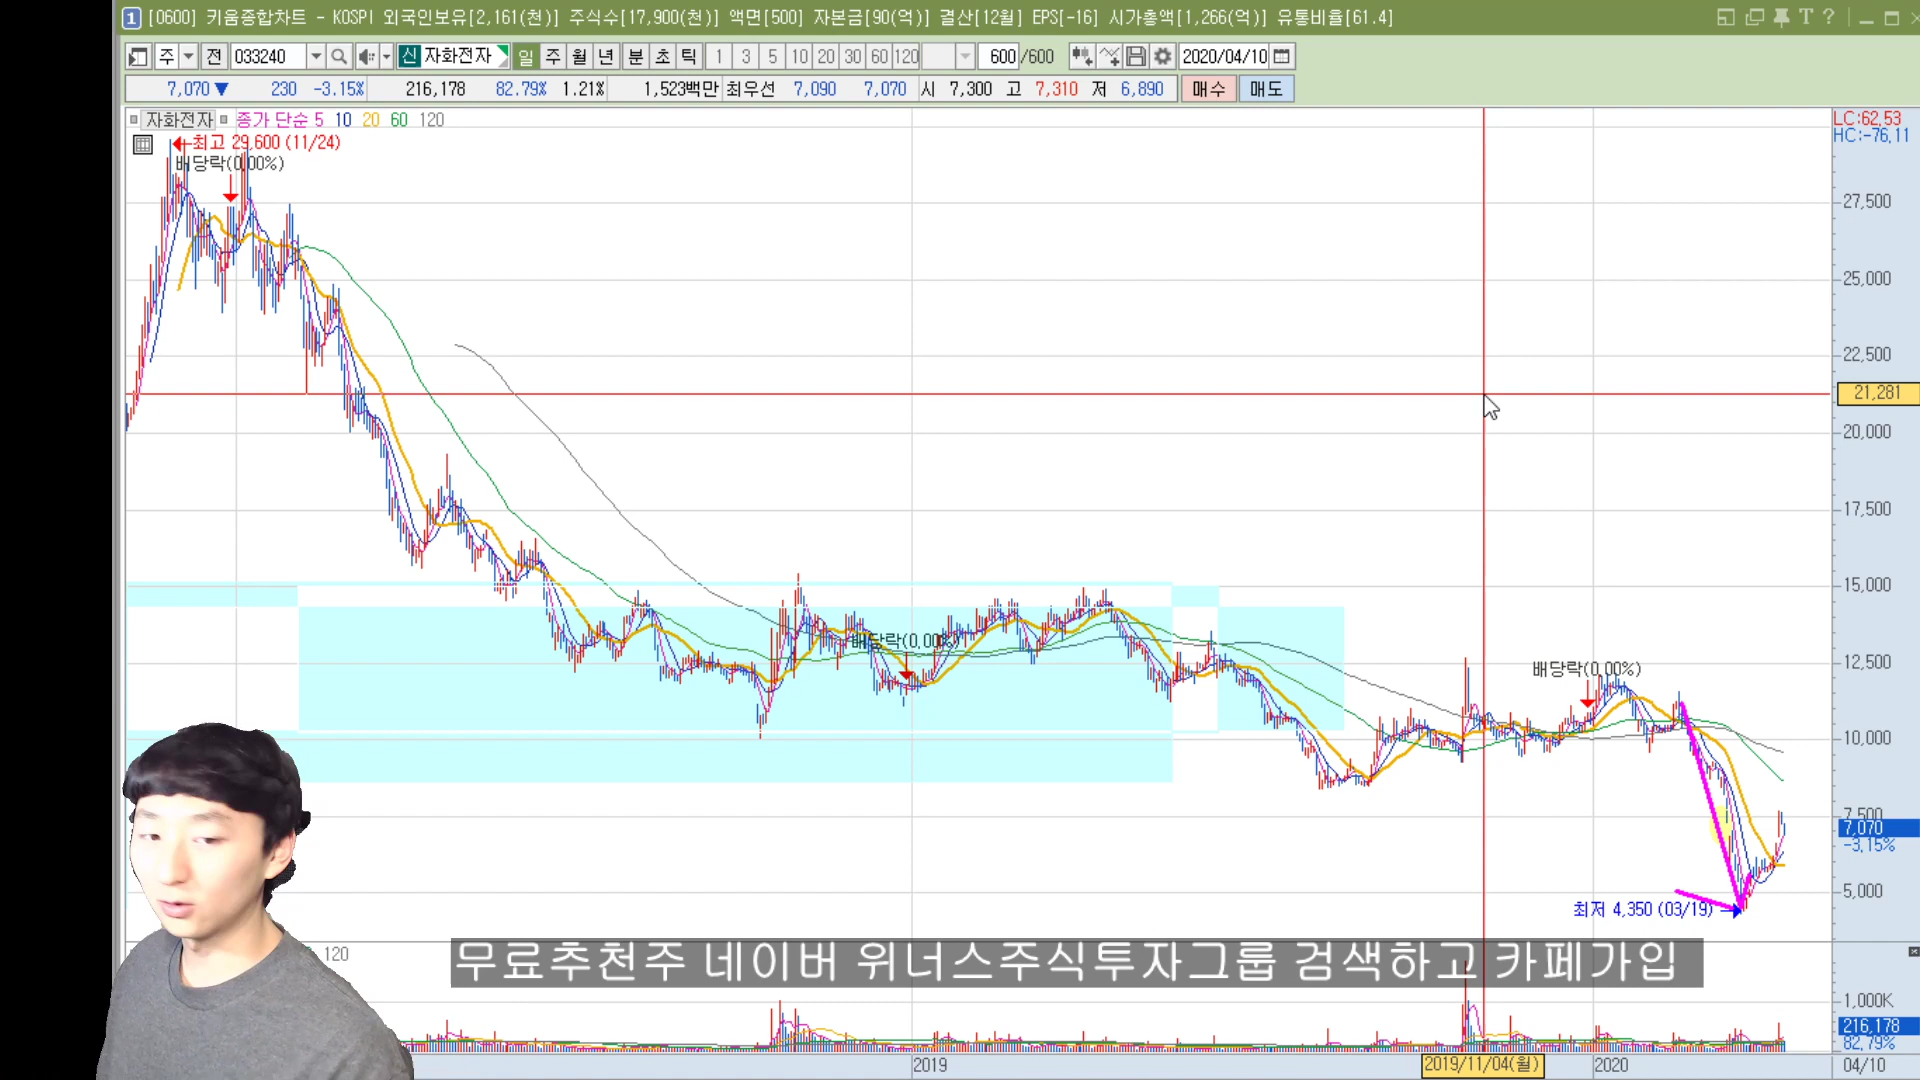 1 [0600] 키움종합차트 - KOSPI 외국인보유[2,161(천)] 주식수[17,900(천)] 액면[500] 자본금[90(억)] 결산[12월] EPS[-16] 시가총액[1,266(억)] 유통비율[61.4] T ?
주 전 033240 신 자화전자 일 주 월 년 분 초 틱 1 3 5 10 20 30 60 120 600 /600 2020/04/10
7,070 ▼ 230 -3.15% 216,178 82.79% 1.21% 1,523백만 최우선 7,090 7,070 시 7,300 고 7,310 저 6,890 매수 매도
자화전자 종가 단순 5 10 20 60 120
LC:62,53
HC:-76,11
최고 29,600 (11/24)
배당락(0,00%)
27,500
25,000
22,500
21,281
20,000
17,500
15,000
배당락(0,00%)
12,500
배당락(0,00%)
10,000
7,500
7,070
-3,15%
5,000
최저 4,350 (03/19)
120
무료추천주 네이버 위너스주식투자그룹 검색하고 카페가입
1,000K
216,178
82,79%
2019
2019/11/04(월)
2020
04/10